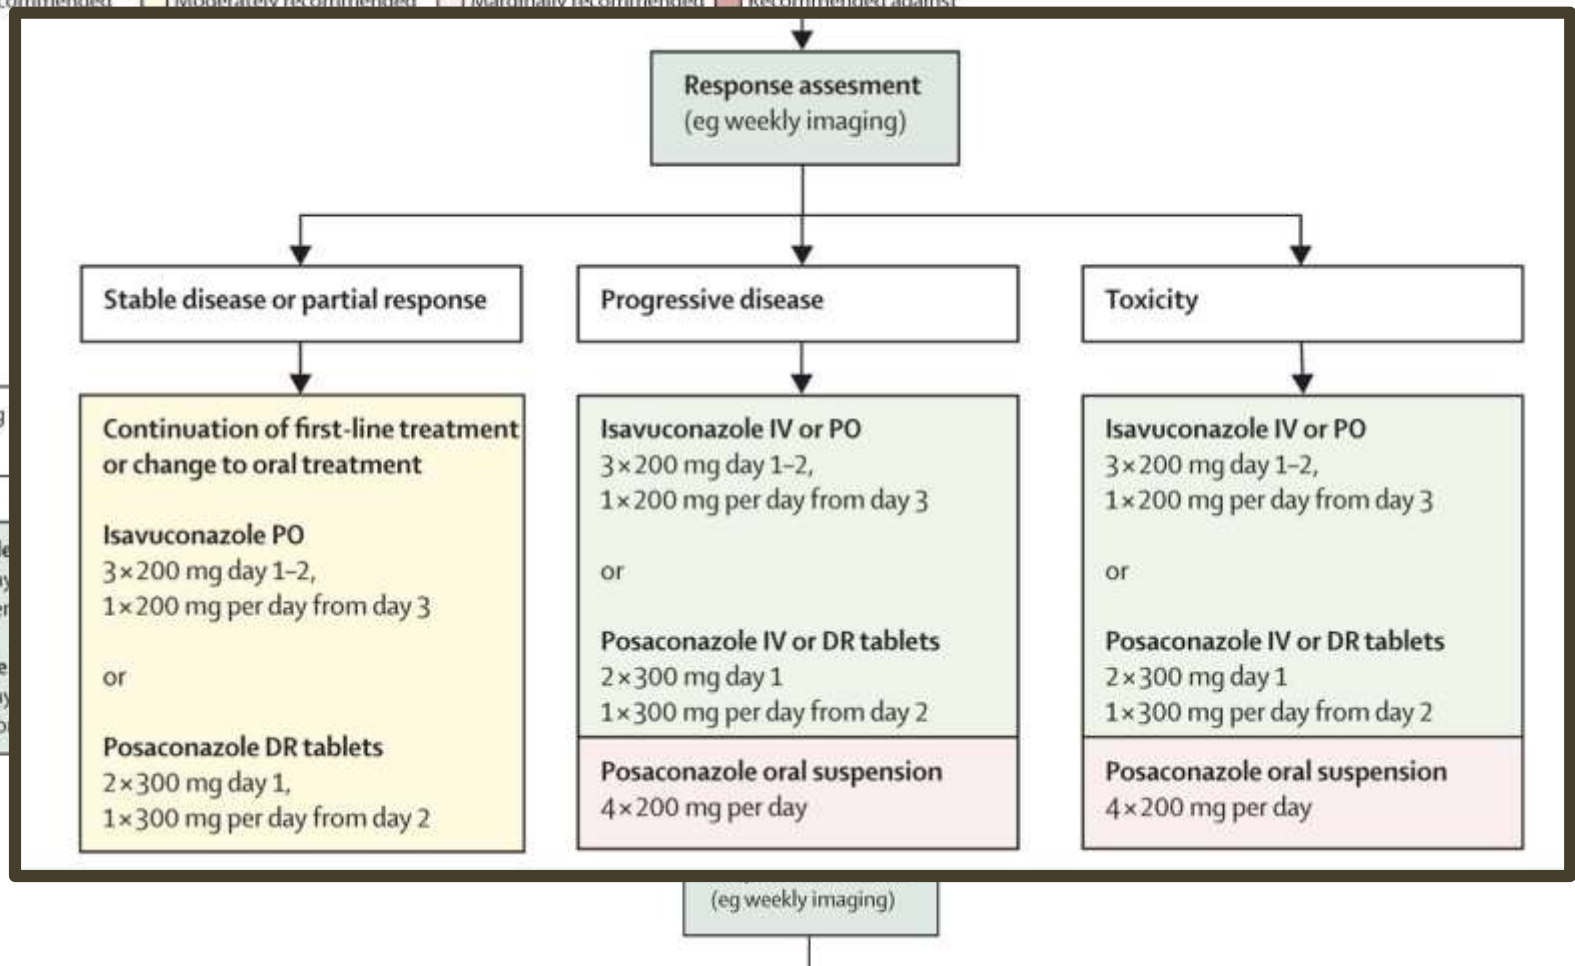 Moderately recommended
Marginally recommended
Recommended against
Response assesment
(eg weekly imaging)
Stable disease or partial response
Progressive disease
Toxicity
Continuation of first-line treatment
or change to oral treatment
Isavuconazole PO
3×200 mg day 1–2,
1×200 mg per day from day 3
or
Posaconazole DR tablets
2×300 mg day 1,
1×300 mg per day from day 2
Isavuconazole IV or PO
3×200 mg day 1–2,
1×200 mg per day from day 3
or
Posaconazole IV or DR tablets
2×300 mg day 1
1×300 mg per day from day 2
Posaconazole oral suspension
4×200 mg per day
Isavuconazole IV or PO
3×200 mg day 1–2,
1×200 mg per day from day 3
or
Posaconazole IV or DR tablets
2×300 mg day 1
1×300 mg per day from day 2
Posaconazole oral suspension
4×200 mg per day
(eg weekly imaging)